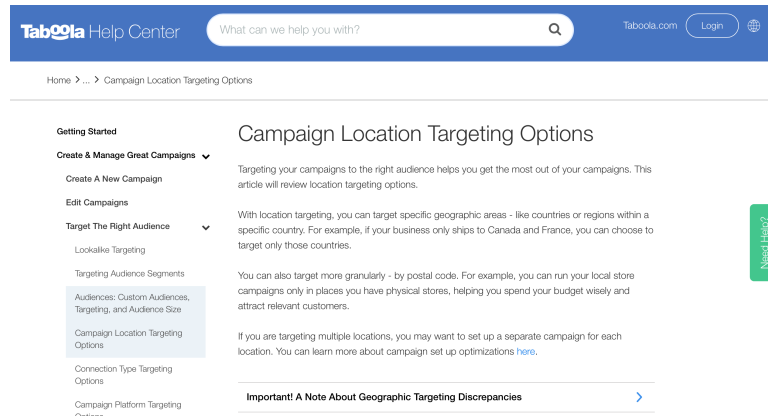 Taboola Help Center
What can we help you with?
Taboola.com
Login
Home > ... > Campaign Location Targeting Options
Getting Started
Create & Manage Great Campaigns
Create A New Campaign
Edit Campaigns
Target The Right Audience
Lookalike Targeting
Targeting Audience Segments
Audiences: Custom Audiences,
Targeting, and Audience Size
Campaign Location Targeting
Options
Connection Type Targeting
Options
Campaign Platform Targeting
Options
Campaign Location Targeting Options
Targeting your campaigns to the right audience helps you get the most out of your campaigns. This
article will review location targeting options.
With location targeting, you can target specific geographic areas - like countries or regions within a
specific country. For example, if your business only ships to Canada and France, you can choose to
target only those countries.
You can also target more granularly - by postal code. For example, you can run your local store
campaigns only in places you have physical stores, helping you spend your budget wisely and
attract relevant customers.
If you are targeting multiple locations, you may want to set up a separate campaign for each
location. You can learn more about campaign set up optimizations here.
Important! A Note About Geographic Targeting Discrepancies
Need Help?